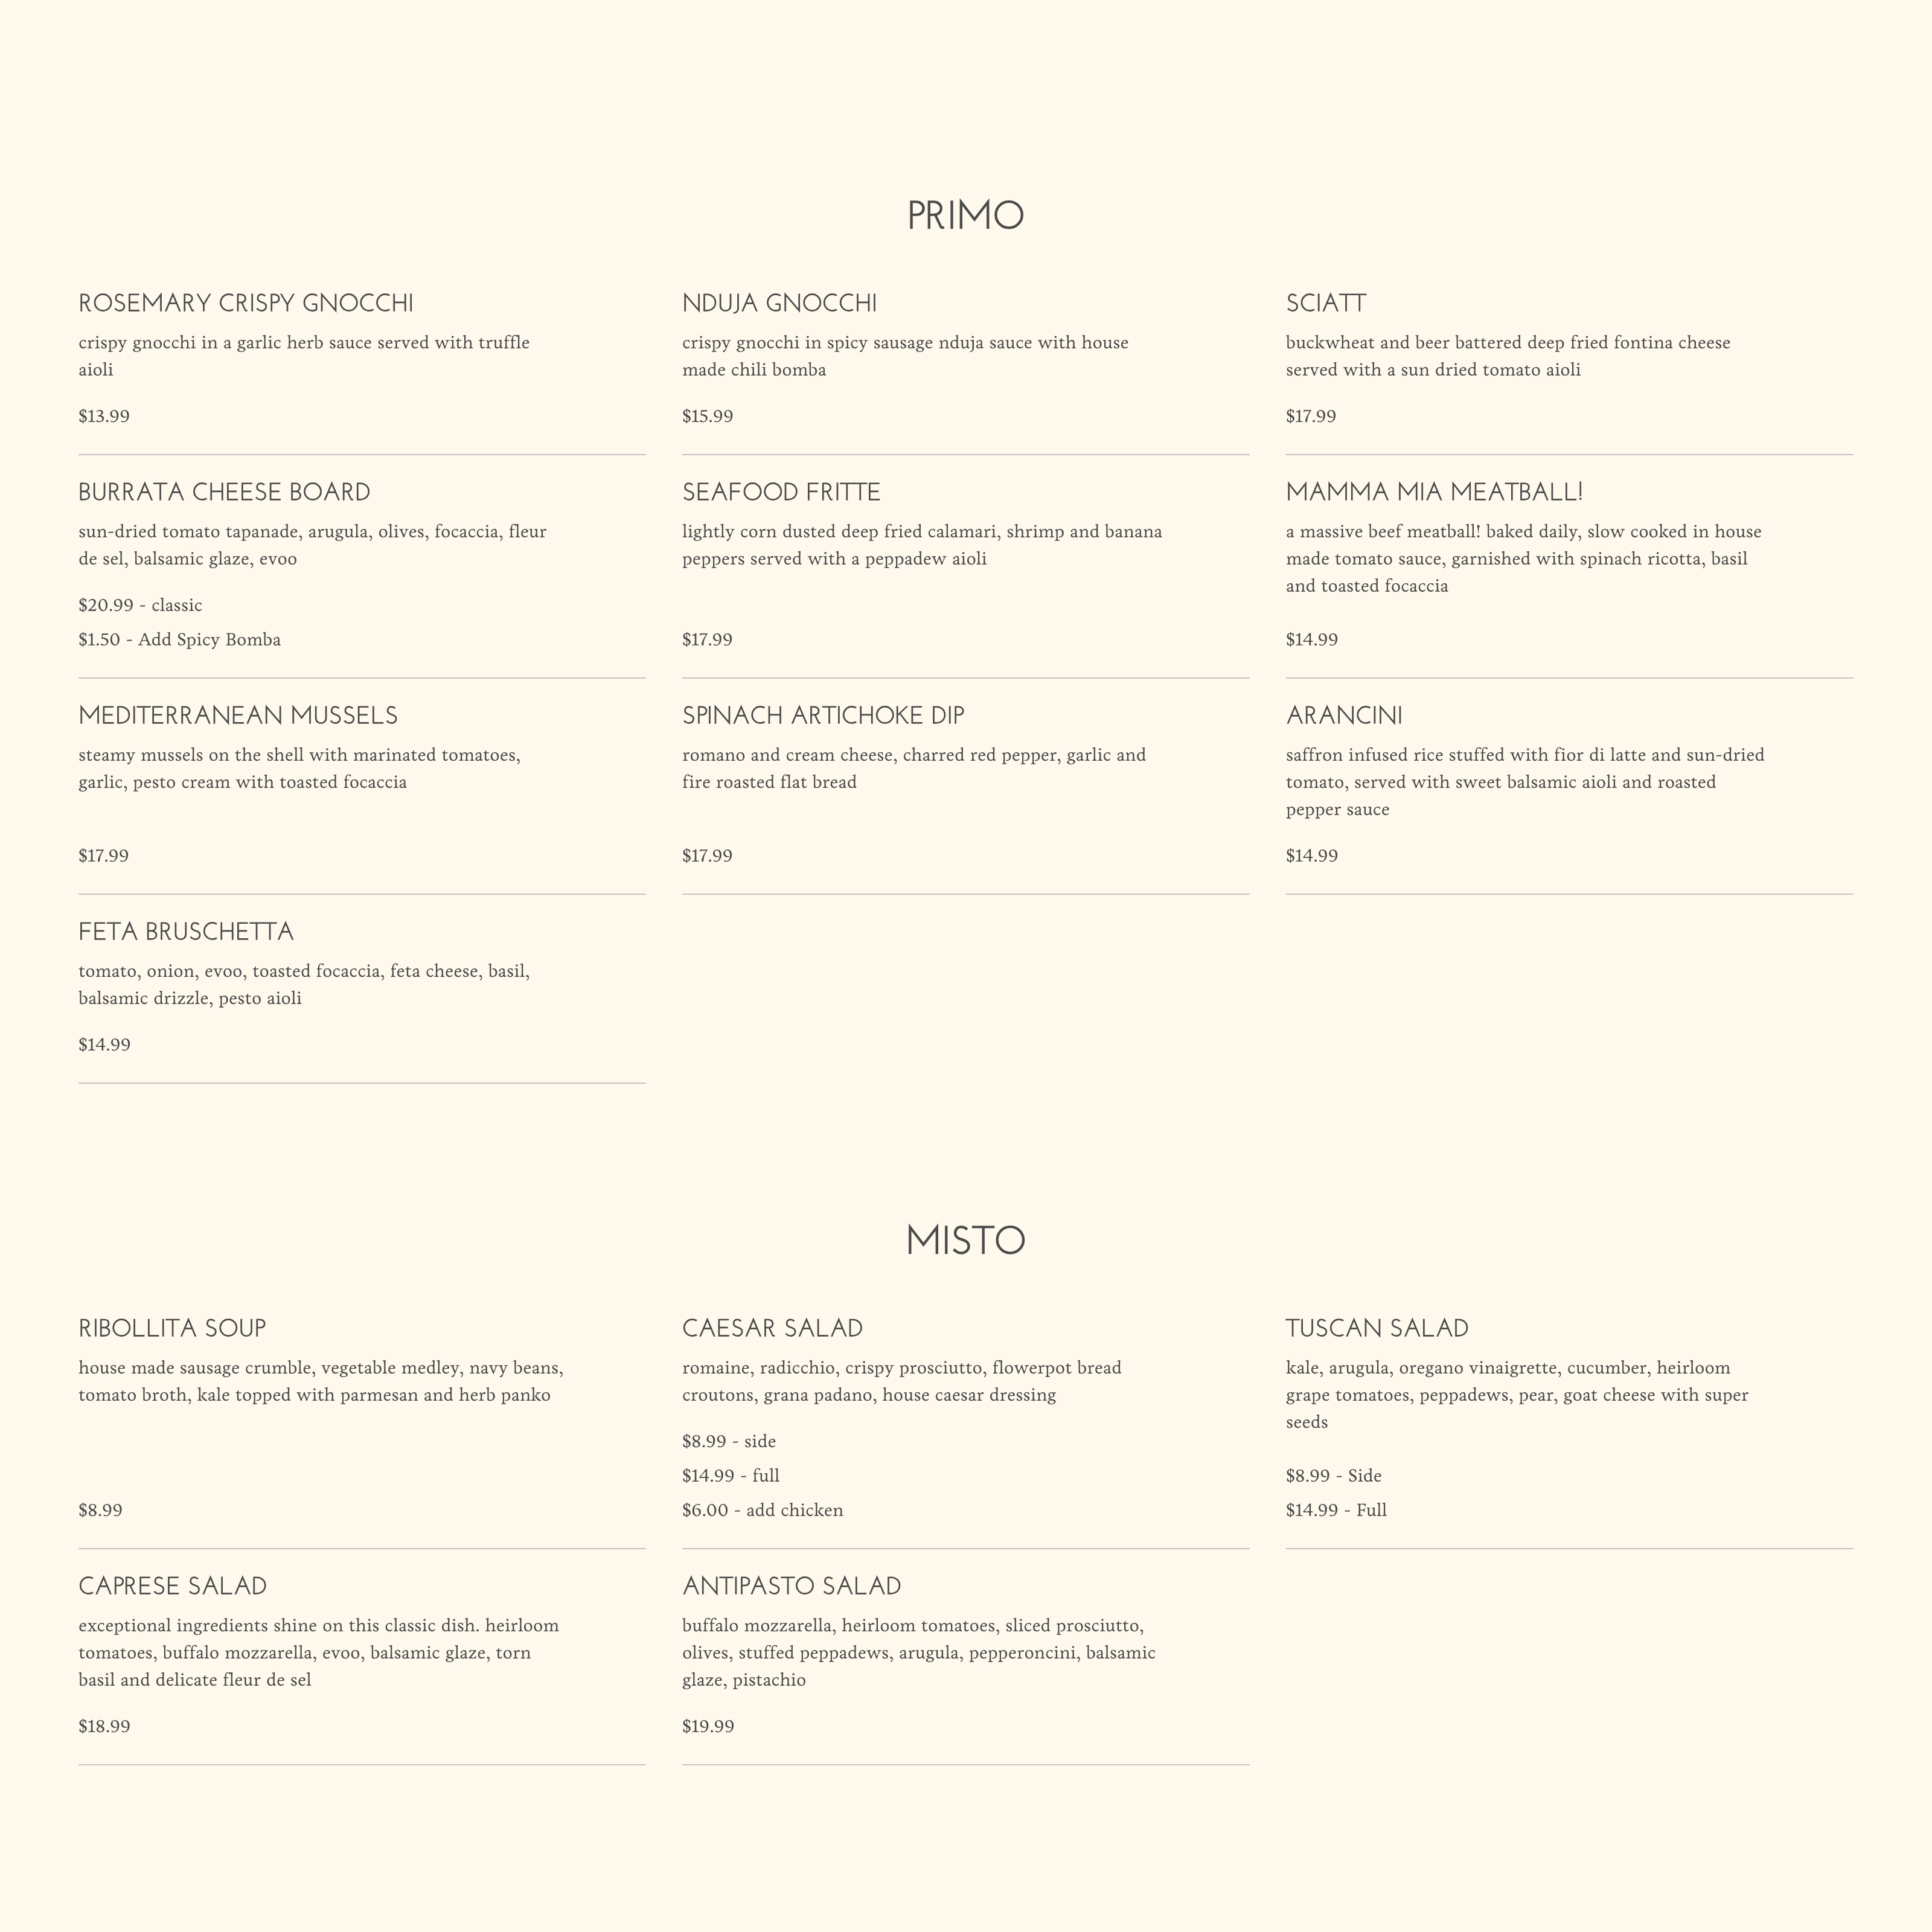 PRIMO
ROSEMARY CRISPY GNOCCHI
crispy gnocchi in a garlic herb sauce served with truffle
aioli
$13.99
NDUJA GNOCCHI
crispy gnocchi in spicy sausage nduja sauce with house
made chili bomba
$15.99
SCIATT
buckwheat and beer battered deep fried fontina cheese
served with a sun dried tomato aioli
$17.99
BURRATA CHEESE BOARD
sun-dried tomato tapanade, arugula, olives, focaccia, fleur
de sel, balsamic glaze, evoo
$20.99 - classic
$1.50 - Add Spicy Bomba
SEAFOOD FRITTE
lightly corn dusted deep fried calamari, shrimp and banana
peppers served with a peppadew aioli
$17.99
MAMMA MIA MEATBALL!
a massive beef meatball! baked daily, slow cooked in house
made tomato sauce, garnished with spinach ricotta, basil
and toasted focaccia
$14.99
MEDITERRANEAN MUSSELS
steamy mussels on the shell with marinated tomatoes,
garlic, pesto cream with toasted focaccia
$17.99
SPINACH ARTICHOKE DIP
romano and cream cheese, charred red pepper, garlic and
fire roasted flat bread
$17.99
ARANCINI
saffron infused rice stuffed with fior di latte and sun-dried
tomato, served with sweet balsamic aioli and roasted
pepper sauce
$14.99
FETA BRUSCHETTA
tomato, onion, evoo, toasted focaccia, feta cheese, basil,
balsamic drizzle, pesto aioli
$14.99
MISTO
RIBOLLITA SOUP
house made sausage crumble, vegetable medley, navy beans,
tomato broth, kale topped with parmesan and herb panko
$8.99
CAESAR SALAD
romaine, radicchio, crispy prosciutto, flowerpot bread
croutons, grana padano, house caesar dressing
$8.99 - side
$14.99 - full
$6.00 - add chicken
TUSCAN SALAD
kale, arugula, oregano vinaigrette, cucumber, heirloom
grape tomatoes, peppadews, pear, goat cheese with super
seeds
$8.99 - Side
$14.99 - Full
CAPRESE SALAD
exceptional ingredients shine on this classic dish. heirloom
tomatoes, buffalo mozzarella, evoo, balsamic glaze, torn
basil and delicate fleur de sel
$18.99
ANTIPASTO SALAD
buffalo mozzarella, heirloom tomatoes, sliced prosciutto,
olives, stuffed peppadews, arugula, pepperoncini, balsamic
glaze, pistachio
$19.99